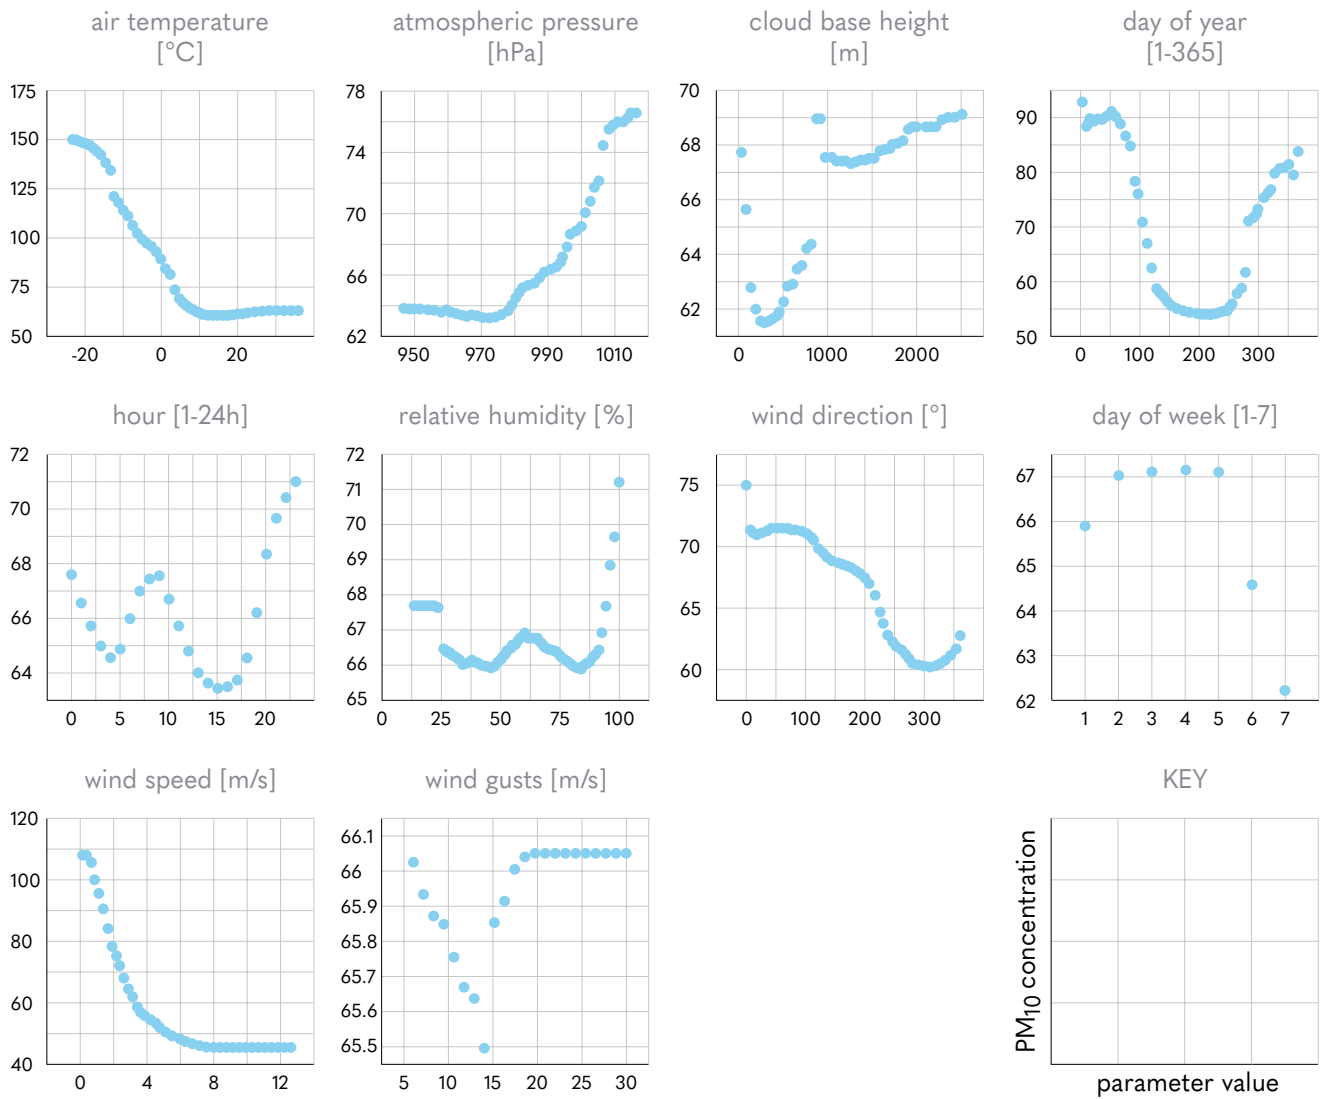 air temperature
[°C]
175
150
125
100
75
50
-20 0 20
atmospheric pressure
[hPa]
78
74
70
66
62
950 970 990 1010
cloud base height
[m]
70
68
66
64
62
0 1000 2000
day of year
[1-365]
90
80
70
60
50
0 100 200 300
hour [1-24h]
72
70
68
66
64
0 5 10 15 20
relative humidity [%]
72
71
70
69
68
67
66
65
0 25 50 75 100
wind direction [°]
75
70
65
60
0 100 200 300
day of week [1-7]
67
66
65
64
63
62
1 2 3 4 5 6 7
wind speed [m/s]
120
100
80
60
40
0 4 8 12
wind gusts [m/s]
66.1
66
65.9
65.8
65.7
65.6
65.5
5 10 15 20 25 30
KEY
PM10 concentration
parameter value